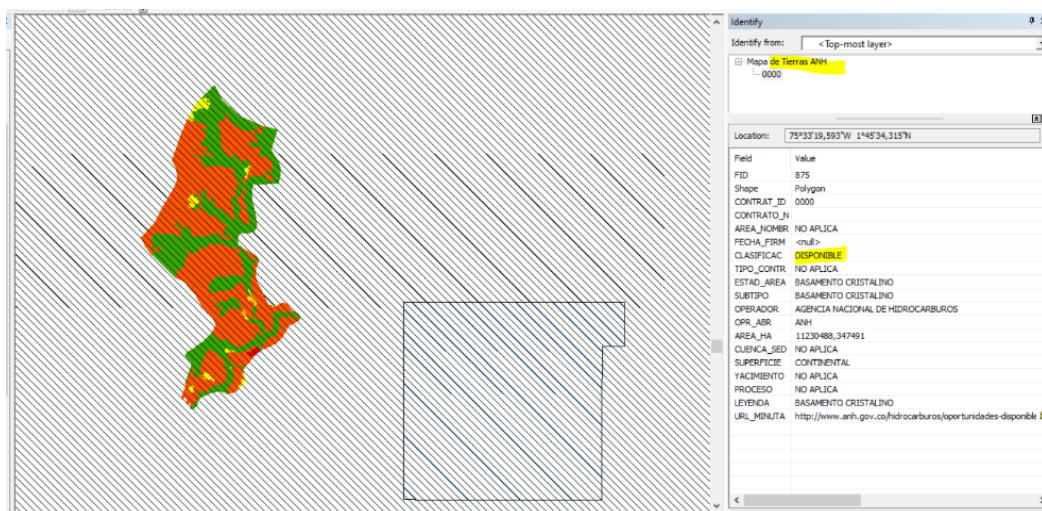 Identify
Identify from: <Top-most layer>
Mapa de Tierras ANH
0000
Location: 75°33'19,593"W 1°45'34,315"N
Field Value
FID 875
Shape Polygon
CONTRAT_ID 0000
CONTRATO_N
AREA_NOMBR NO APLICA
FECHA_FIRM <null>
CLASIFICAC DISPONIBLE
TIPO_CONTR NO APLICA
ESTAD_AREA BASAMENTO CRISTALINO
SUBTIPO BASAMENTO CRISTALINO
OPERADOR AGENCIA NACIONAL DE HIDROCARBUROS
OPR_ABR ANH
AREA_HA 11230488,347491
CUENCA_SED NO APLICA
SUPERFICIE CONTINENTAL
YACIMIENTO NO APLICA
PROCESO NO APLICA
LEYENDA BASAMENTO CRISTALINO
URL_MINUTA http://www.anh.gov.co/hidrocarburos/oportunidades-disponible